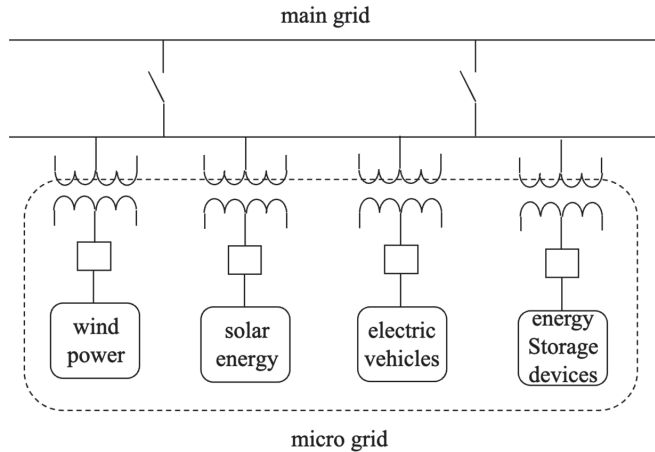 main grid
wind
power
solar
energy
electric
vehicles
energy
Storage
devices
micro grid